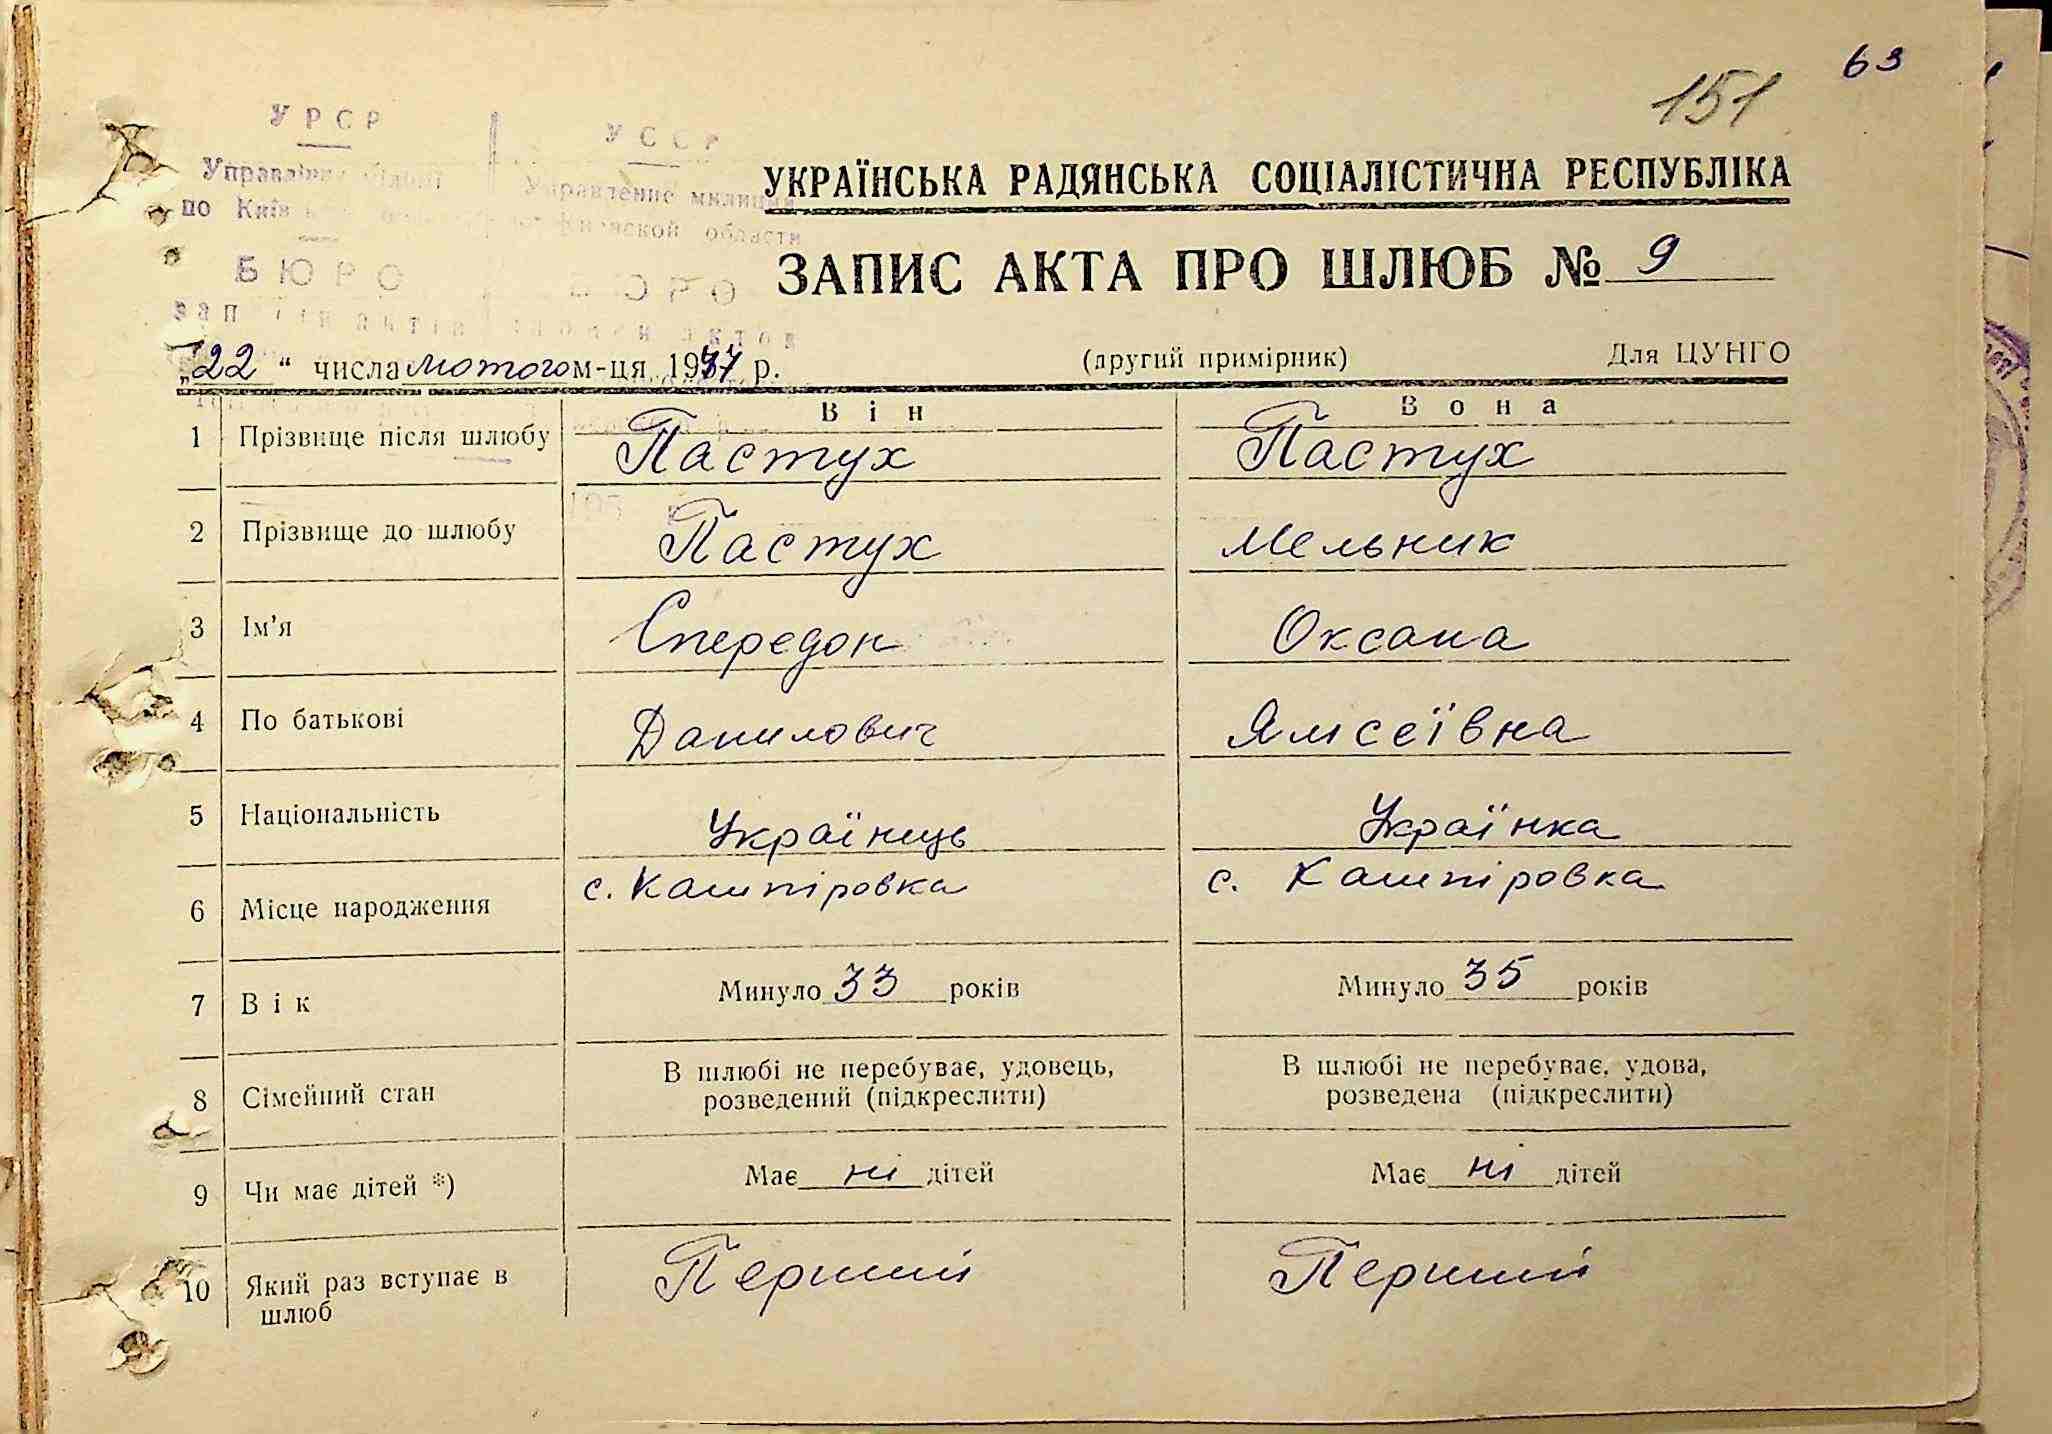 63
151
УРСР
УССР
Управління міліції
Управление милиции
по Київ
Киевской области
БЮРО
УКРАЇНСЬКА РАДЯНСЬКА СОЦІАЛІСТИЧНА РЕСПУБЛІКА
ЗАПИС АКТА ПРО ШЛЮБ № 9
„22" числа лютого м-ця 1937 р. (другий примірник) Для ЦУНГО
Він Вона
1 Прізвище після шлюбу Пастух Пастух
2 Прізвище до шлюбу Пастух Мельник
3 Ім'я Спередон Оксана
4 По батькові Данилович Ялисеївна
5 Національність Українець Українка
6 Місце народження с. Кашпіровка с. Кашпіровка
7 Вік Минуло 33 років Минуло 35 років
8 Сімейний стан В шлюбі не перебуває, удовець, розведений (підкреслити) В шлюбі не перебуває, удова, розведена (підкреслити)
9 Чи має дітей *) Має ні дітей Має ні дітей
10 Який раз вступає в шлюб Перший Перший